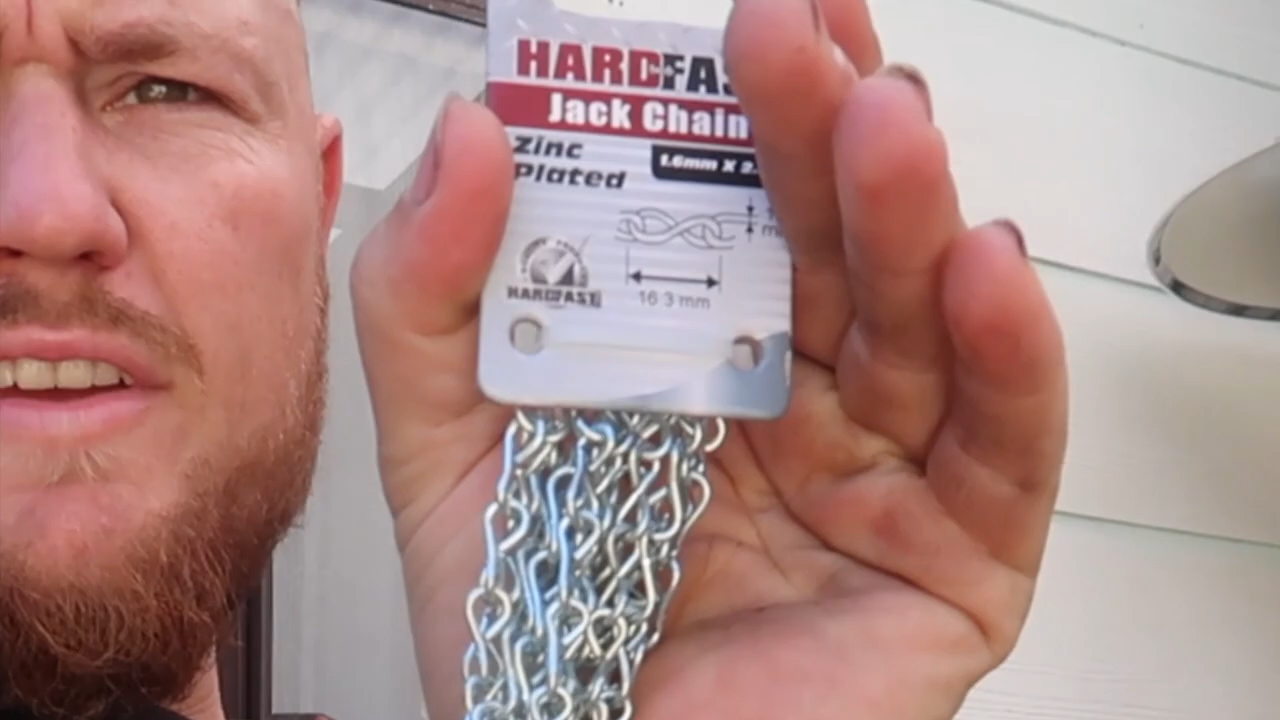 HARDFAS
Jack Chain
Zinc
Plated
1.6mm X 2.
16.3 mm
HARDFAST